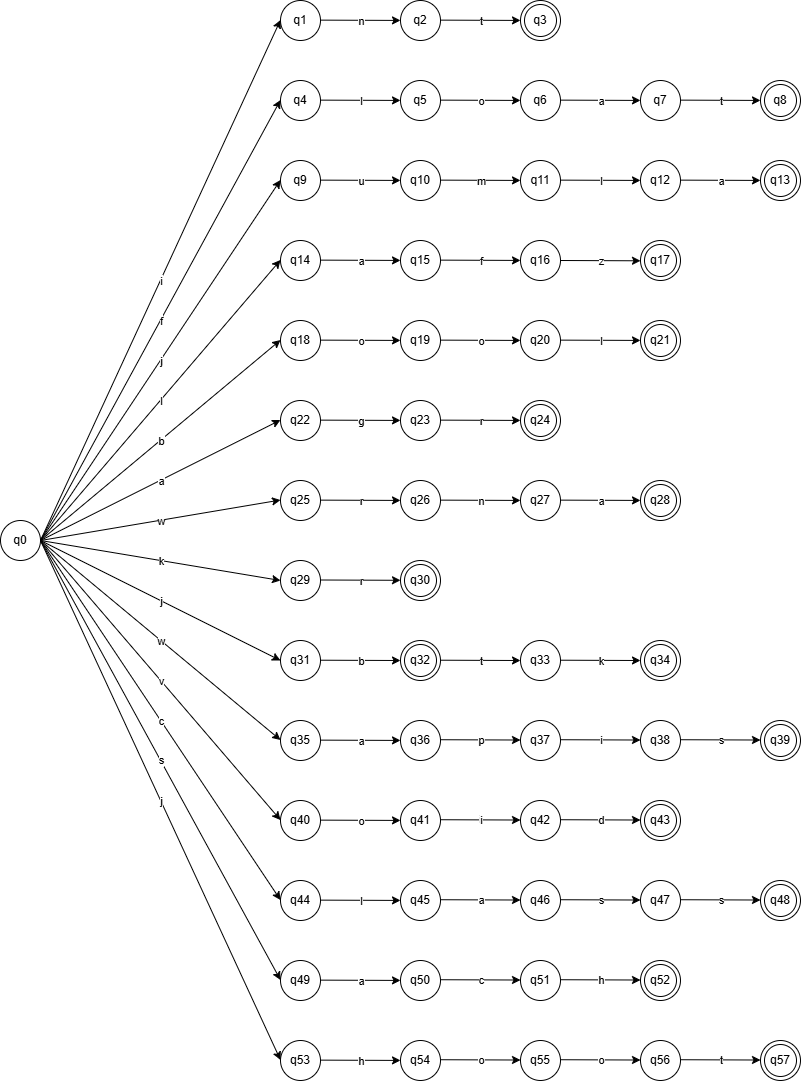 q1 n q2 t q3
q4 l q5 o q6 a q7 t q8
q9 u q10 m q11 l q12 a q13
q14 a q15 f q16 z q17
i
f
q18 o q19 o q20 l q21
j
l
q22 g q23 r q24
b
a
q25 r q26 n q27 a q28
w
q0
k
q29 r q30
j
w
q31 b q32 t q33 k q34
v
c
q35 a q36 p q37 i q38 s q39
s
j
q40 o q41 i q42 d q43
q44 l q45 a q46 s q47 s q48
q49 a q50 c q51 h q52
q53 h q54 o q55 o q56 t q57